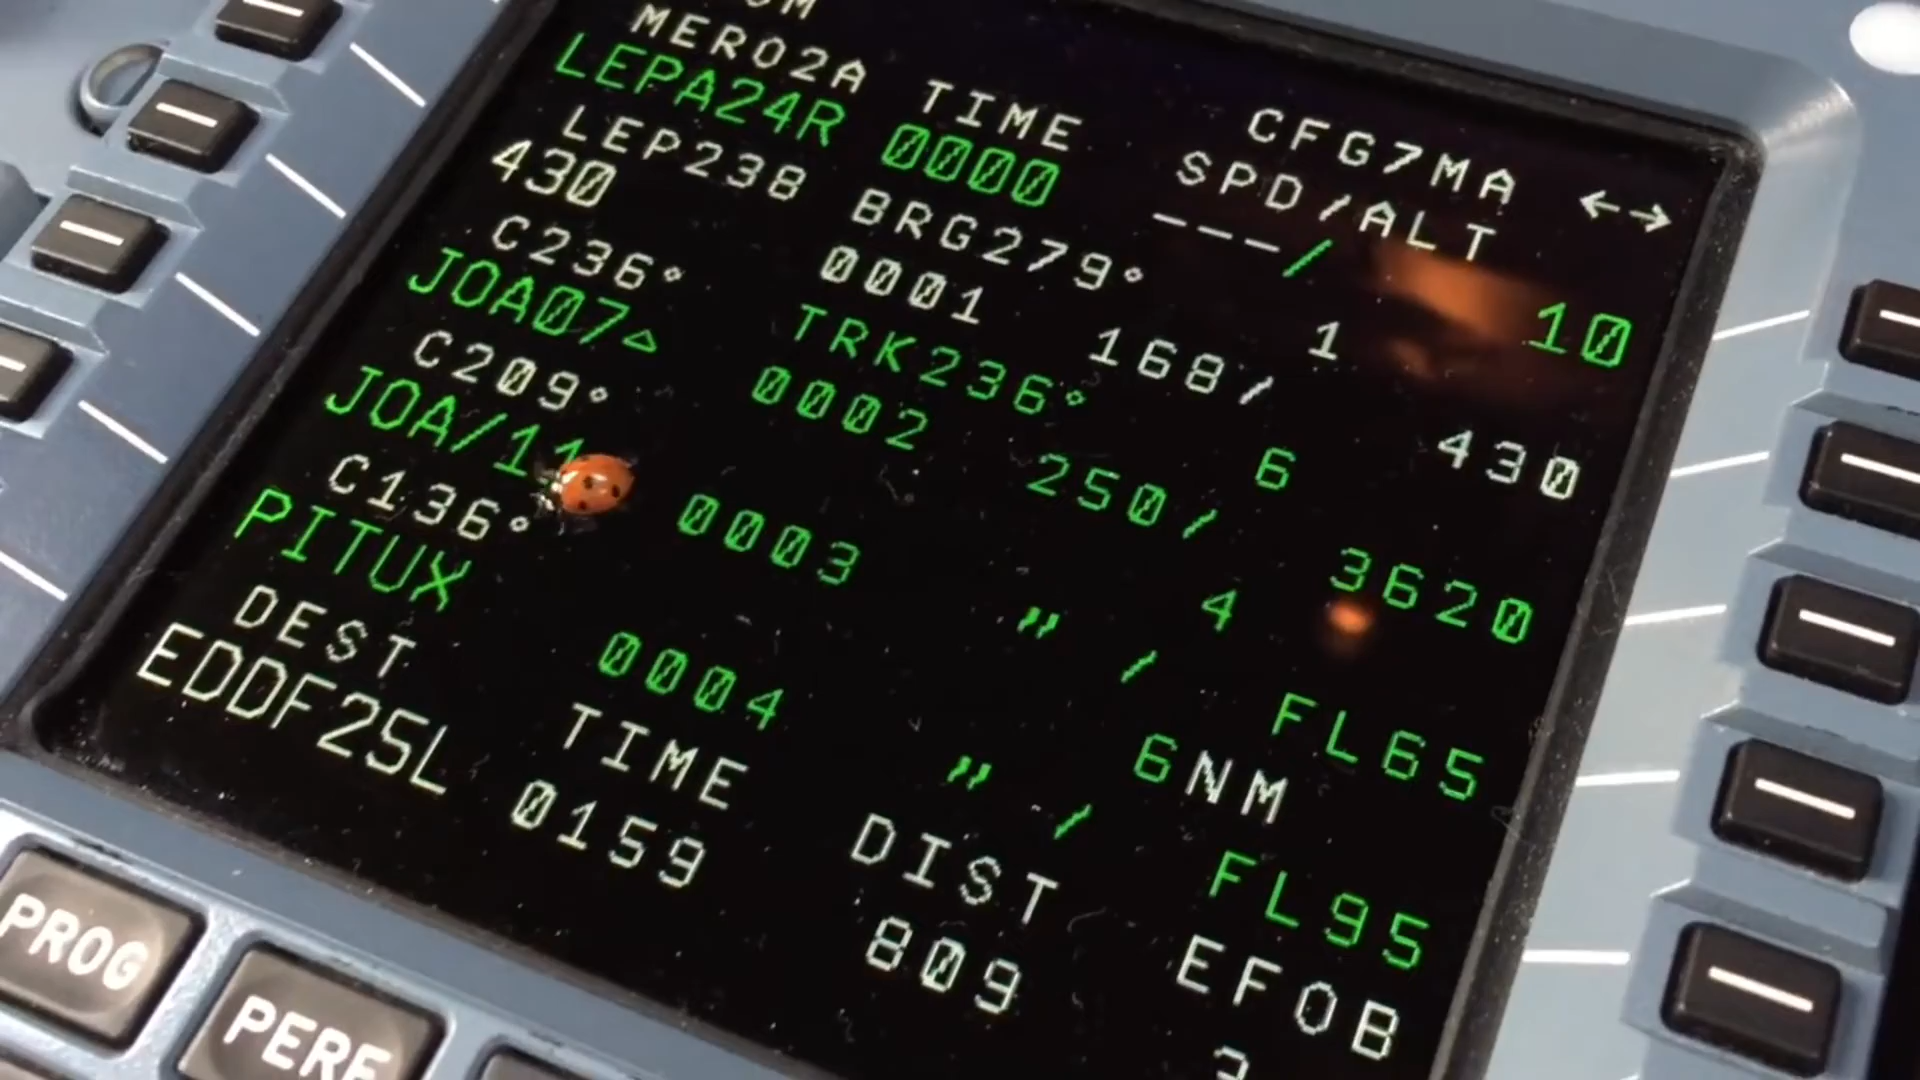 CFG7MA ←→
MERO2A TIME SPD/ALT
LEPA24R 0000 ---/ 10
LEP238 BRG279° 1
430 0001 168/ 430
C236° TRK236° 6
JOA07△ 0002 250/ 3620
C209° 4
JOA/11 0003 " / FL65
C136° 6NM
PITUX 0004 " / FL95
DEST TIME DIST EFOB
EDDF25L 0159 809
PROG
PERF